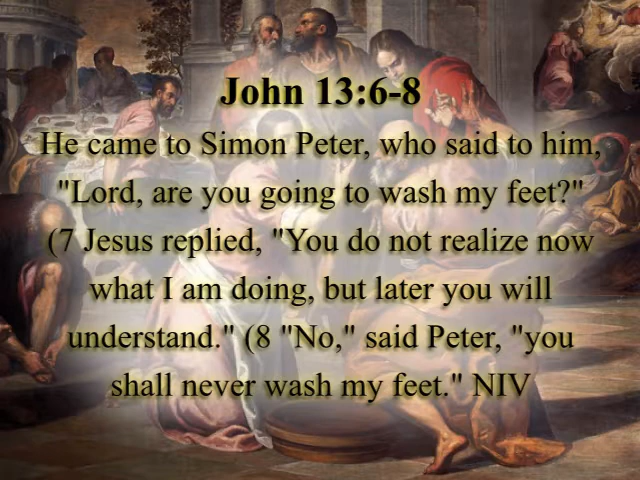 John 13:6-8
He came to Simon Peter, who said to him,
"Lord, are you going to wash my feet?"
(7 Jesus replied, "You do not realize now
what I am doing, but later you will
understand." (8 "No," said Peter, "you
shall never wash my feet." NIV